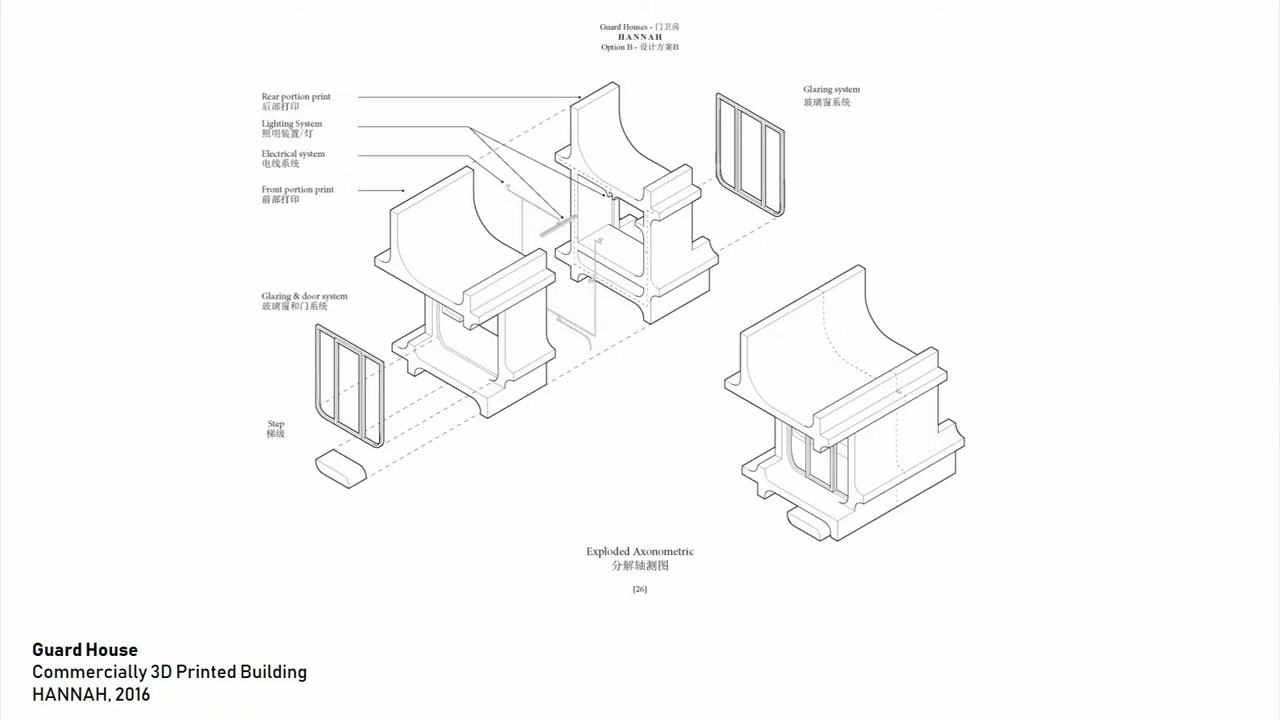 Guard Houses - 门卫房
HANNAH
Option B - 设计方案B
Rear portion print
后部打印
Lighting System
照明装置/灯
Electrical system
电线系统
Front portion print
前部打印
Glazing system
玻璃窗系统
Glazing & door system
玻璃窗和门系统
Step
梯级
Exploded Axonometric
分解轴测图
[26]
Guard House
Commercially 3D Printed Building
HANNAH, 2016